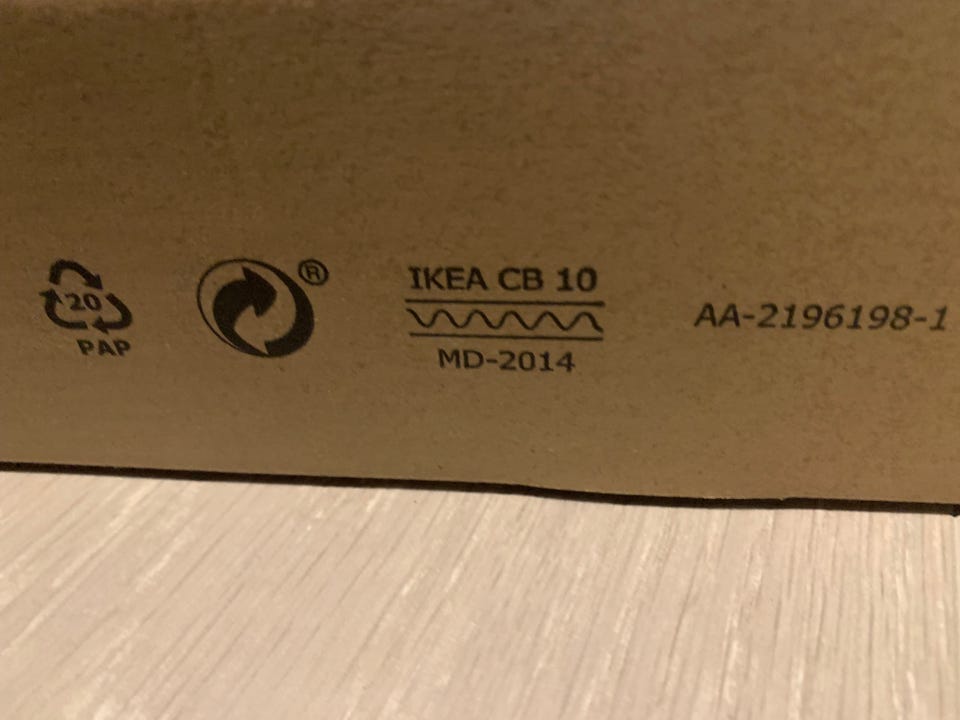 20
PAP
®
IKEA CB 10
MD-2014
AA-2196198-1